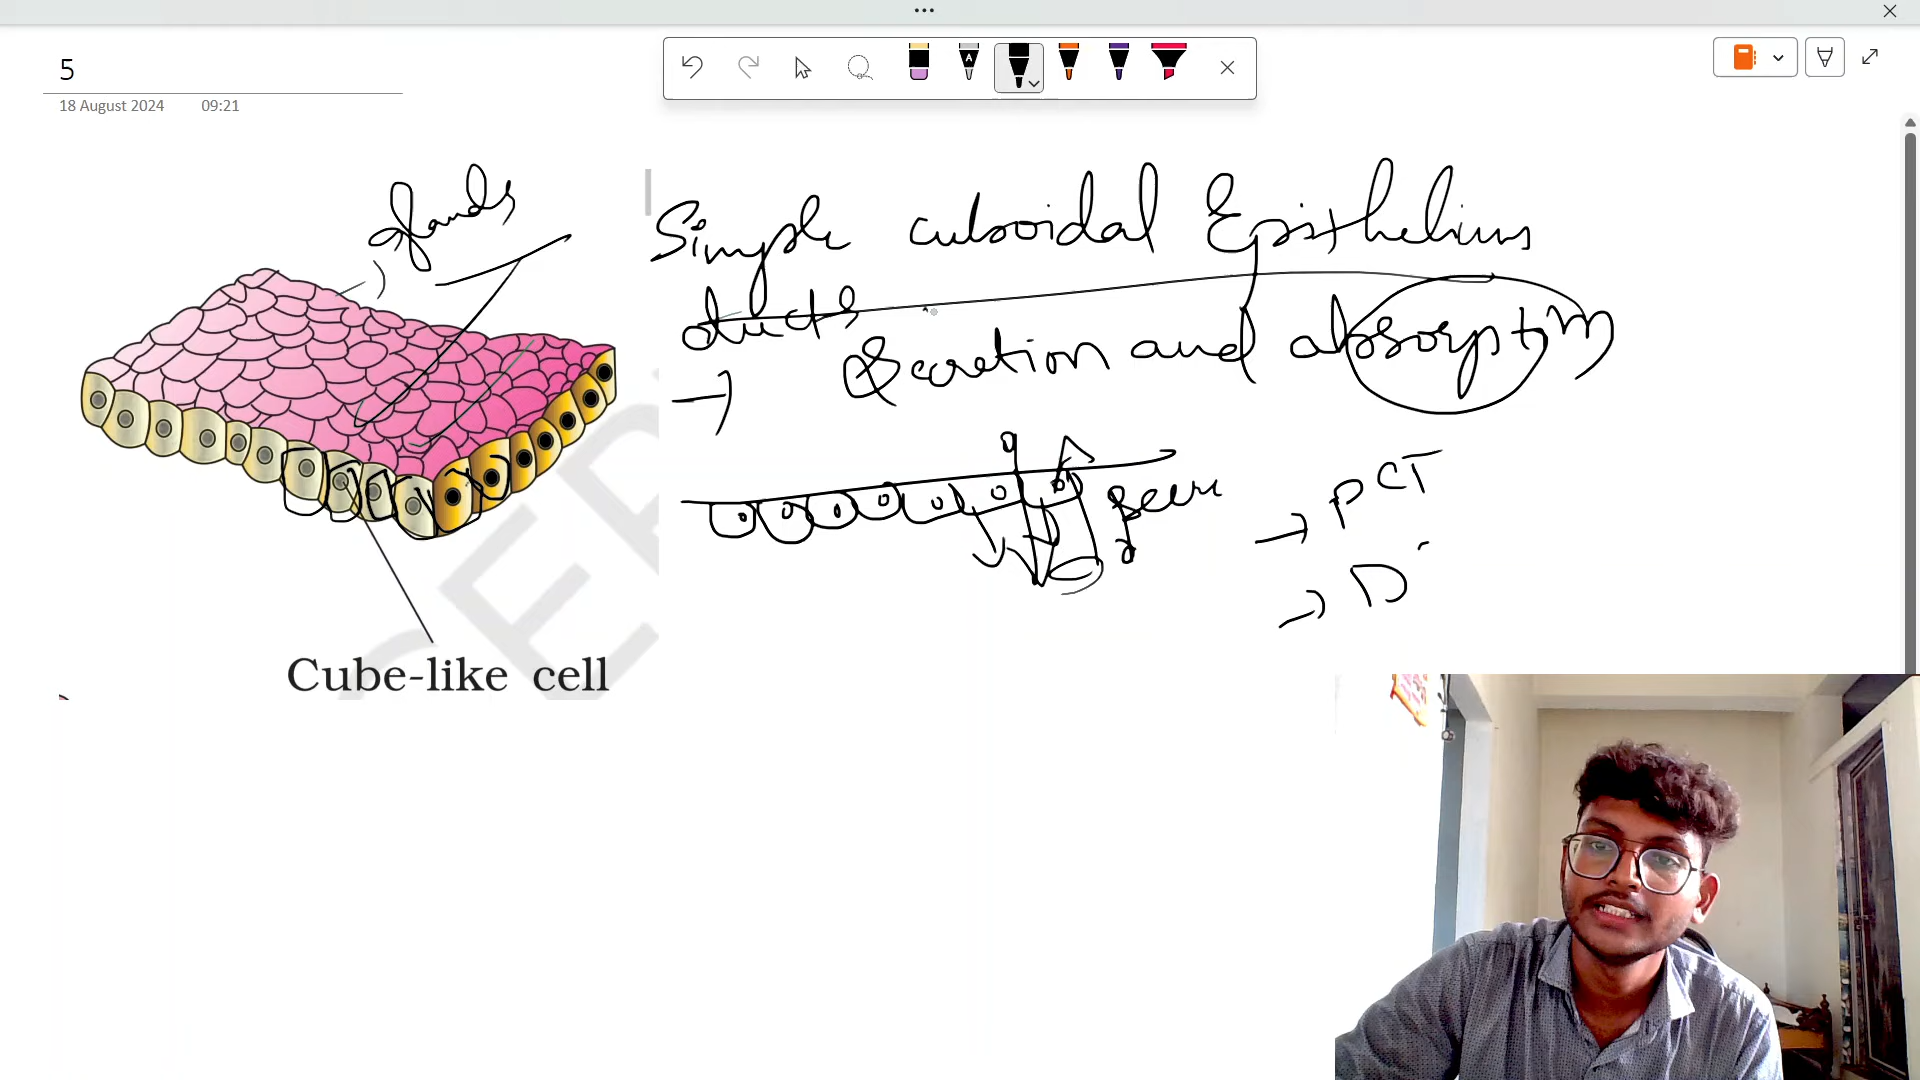 5
18 August 2024 09:21
glands
Simple cuboidal Epithelium
ducts
Secretion and absorption
PCT
D
Cube-like cell